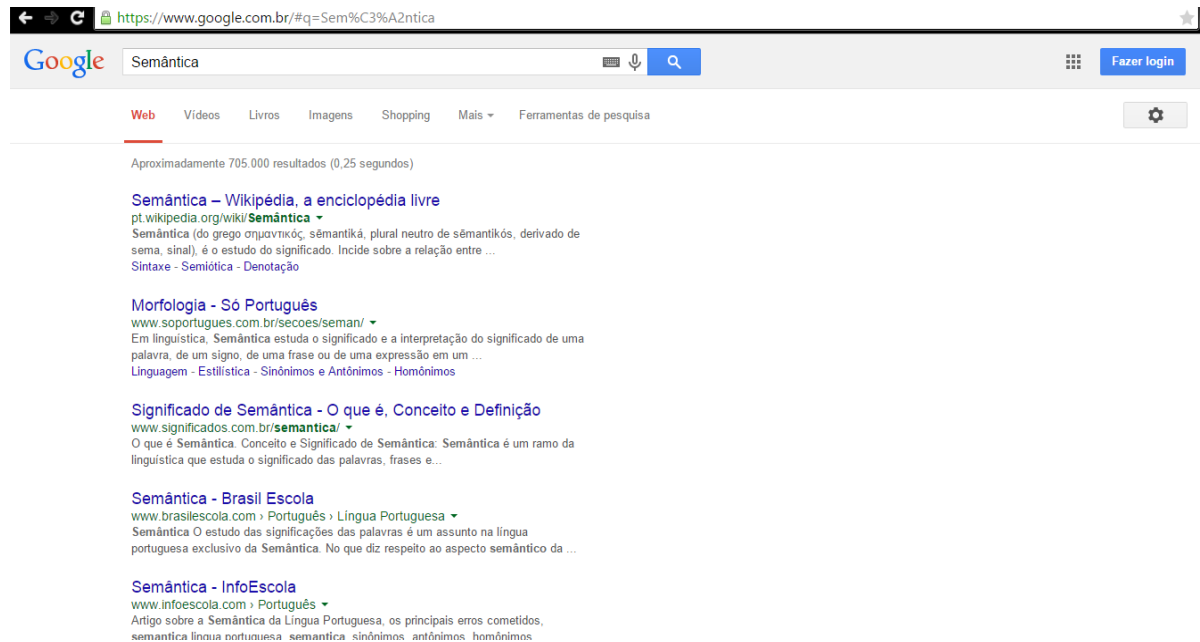 https://www.google.com.br/#q=Sem%C3%A2ntica
Google Semântica Fazer login
Web Vídeos Livros Imagens Shopping Mais Ferramentas de pesquisa
Aproximadamente 705.000 resultados (0,25 segundos)
Semântica – Wikipédia, a enciclopédia livre
pt.wikipedia.org/wiki/Semântica
Semântica (do grego σημαντικός, sēmantiká, plural neutro de sēmantikós, derivado de
sema, sinal), é o estudo do significado. Incide sobre a relação entre ...
Sintaxe - Semiótica - Denotação
Morfologia - Só Português
www.soportugues.com.br/secoes/seman/
Em linguística, Semântica estuda o significado e a interpretação do significado de uma
palavra, de um signo, de uma frase ou de uma expressão em um ...
Linguagem - Estilística - Sinônimos e Antônimos - Homônimos
Significado de Semântica - O que é, Conceito e Definição
www.significados.com.br/semantica/
O que é Semântica. Conceito e Significado de Semântica: Semântica é um ramo da
linguística que estuda o significado das palavras, frases e...
Semântica - Brasil Escola
www.brasilescola.com › Português › Língua Portuguesa
Semântica O estudo das significações das palavras é um assunto na língua
portuguesa exclusivo da Semântica. No que diz respeito ao aspecto semântico da ...
Semântica - InfoEscola
www.infoescola.com › Português
Artigo sobre a Semântica da Língua Portuguesa, os principais erros cometidos,
semantica lingua portuguesa, semantica, sinônimos, antônimos, homônimos